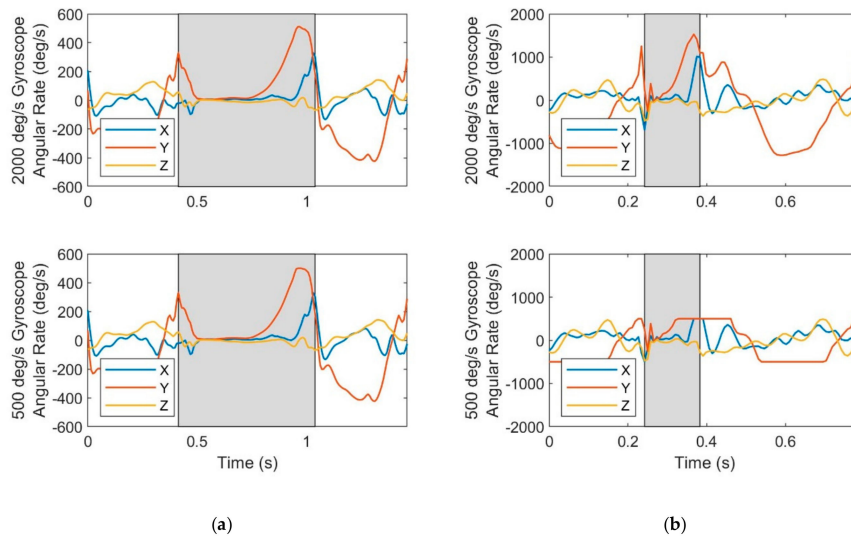 2000 deg/s Gyroscope
Angular Rate (deg/s)
600
400
200
0
-200
-400
-600
X
Y
Z
0
0.5
1
2000 deg/s Gyroscope
Angular Rate (deg/s)
2000
1000
0
-1000
-2000
X
Y
Z
0
0.2
0.4
0.6
500 deg/s Gyroscope
Angular Rate (deg/s)
600
400
200
0
-200
-400
-600
X
Y
Z
0
0.5
1
Time (s)
500 deg/s Gyroscope
Angular Rate (deg/s)
2000
1000
0
-1000
-2000
X
Y
Z
0
0.2
0.4
0.6
Time (s)
(a)
(b)